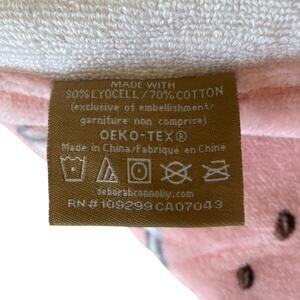 MADE WITH
30% LYOCELL / 70% COTTON
(exclusive of embellishment/
garniture non comprise)
OEKO-TEX®
Made in China/Fabriqué en Chine
deborahconnolly.com
RN# 109299 CA07043